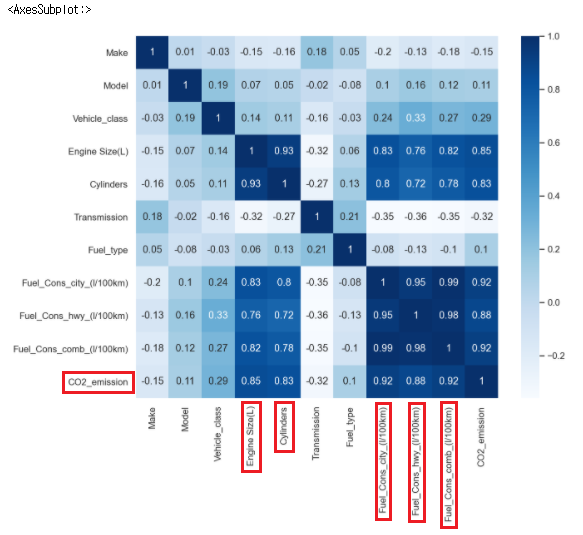 <AxesSubplot:>
Make 1 0.01 -0.03 -0.15 -0.16 0.18 0.05 -0.2 -0.13 -0.18 -0.15
Model 0.01 1 0.19 0.07 0.05 -0.02 -0.08 0.1 0.16 0.12 0.11
Vehicle_class -0.03 0.19 1 0.14 0.11 -0.16 -0.03 0.24 0.33 0.27 0.29
Engine Size(L) -0.15 0.07 0.14 1 0.93 -0.32 0.06 0.83 0.76 0.82 0.85
Cylinders -0.16 0.05 0.11 0.93 1 -0.27 0.13 0.8 0.72 0.78 0.83
Transmission 0.18 -0.02 -0.16 -0.32 -0.27 1 0.21 -0.35 -0.36 -0.35 -0.32
Fuel_type 0.05 -0.08 -0.03 0.06 0.13 0.21 1 -0.08 -0.13 -0.1 0.1
Fuel_Cons_city_(l/100km) -0.2 0.1 0.24 0.83 0.8 -0.35 -0.08 1 0.95 0.99 0.92
Fuel_Cons_hwy_(l/100km) -0.13 0.16 0.33 0.76 0.72 -0.36 -0.13 0.95 1 0.98 0.88
Fuel_Cons_comb_(l/100km) -0.18 0.12 0.27 0.82 0.78 -0.35 -0.1 0.99 0.98 1 0.92
CO2_emission -0.15 0.11 0.29 0.85 0.83 -0.32 0.1 0.92 0.88 0.92 1
Make
Model
Vehicle_class
Engine Size(L)
Cylinders
Transmission
Fuel_type
Fuel_Cons_city_(l/100km)
Fuel_Cons_hwy_(l/100km)
Fuel_Cons_comb_(l/100km)
CO2_emission
1.0
0.8
0.6
0.4
0.2
0.0
-0.2